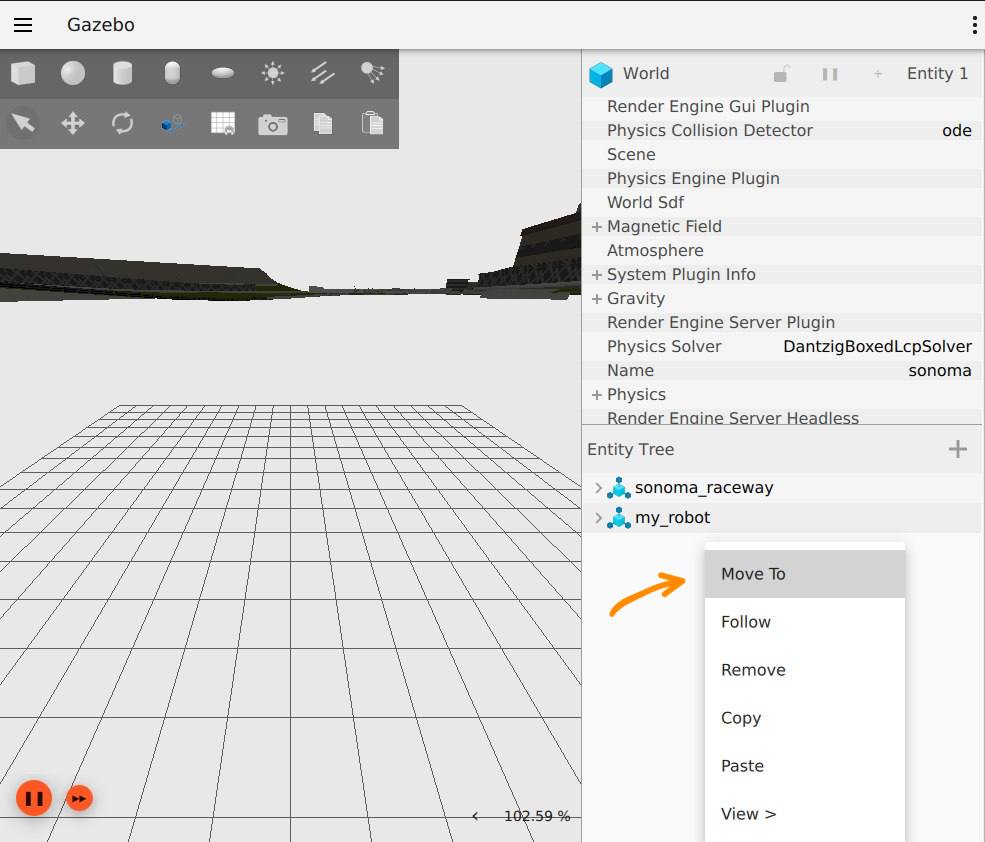 Gazebo
World
Entity 1
Render Engine Gui Plugin
Physics Collision Detector ode
Scene
Physics Engine Plugin
World Sdf
+ Magnetic Field
Atmosphere
+ System Plugin Info
+ Gravity
Render Engine Server Plugin
Physics Solver DantzigBoxedLcpSolver
Name sonoma
+ Physics
Render Engine Server Headless
Entity Tree
sonoma_raceway
my_robot
Move To
Follow
Remove
Copy
Paste
View >
102.59 %